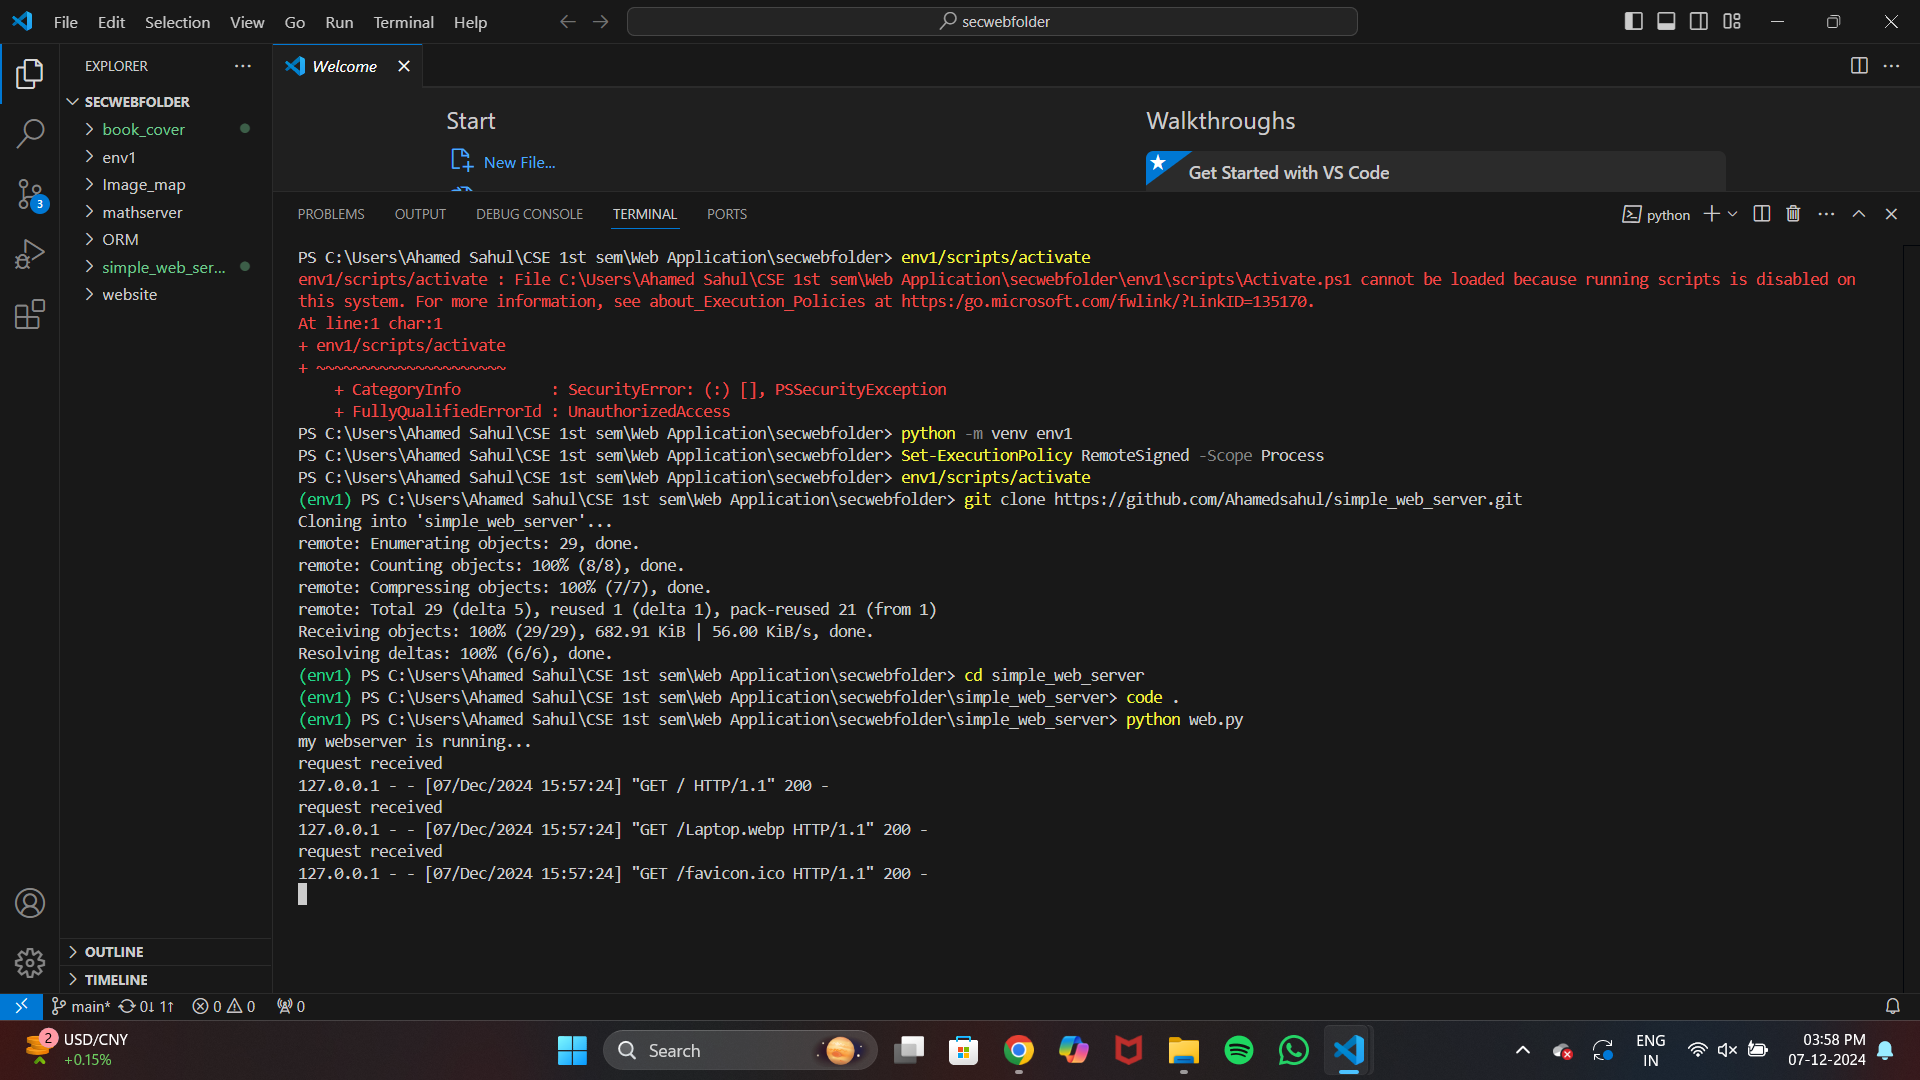 File Edit Selection View Go Run Terminal Help
secwebfolder
EXPLORER
Welcome
SECWEBFOLDER
book_cover
env1
Image_map
mathserver
ORM
simple_web_ser...
website
3
Start
New File...
Walkthroughs
Get Started with VS Code
PROBLEMS OUTPUT DEBUG CONSOLE TERMINAL PORTS
python
PS C:\Users\Ahamed Sahul\CSE 1st sem\Web Application\secwebfolder> env1/scripts/activate
env1/scripts/activate : File C:\Users\Ahamed Sahul\CSE 1st sem\Web Application\secwebfolder\env1\scripts\Activate.ps1 cannot be loaded because running scripts is disabled on
this system. For more information, see about_Execution_Policies at https:/go.microsoft.com/fwlink/?LinkID=135170.
At line:1 char:1
+ env1/scripts/activate
+ ~~~~~~~~~~~~~~~~~~~~~
+ CategoryInfo          : SecurityError: (:) [], PSSecurityException
+ FullyQualifiedErrorId : UnauthorizedAccess
PS C:\Users\Ahamed Sahul\CSE 1st sem\Web Application\secwebfolder> python -m venv env1
PS C:\Users\Ahamed Sahul\CSE 1st sem\Web Application\secwebfolder> Set-ExecutionPolicy RemoteSigned -Scope Process
PS C:\Users\Ahamed Sahul\CSE 1st sem\Web Application\secwebfolder> env1/scripts/activate
(env1) PS C:\Users\Ahamed Sahul\CSE 1st sem\Web Application\secwebfolder> git clone https://github.com/Ahamedsahul/simple_web_server.git
Cloning into 'simple_web_server'...
remote: Enumerating objects: 29, done.
remote: Counting objects: 100% (8/8), done.
remote: Compressing objects: 100% (7/7), done.
remote: Total 29 (delta 5), reused 1 (delta 1), pack-reused 21 (from 1)
Receiving objects: 100% (29/29), 682.91 KiB | 56.00 KiB/s, done.
Resolving deltas: 100% (6/6), done.
(env1) PS C:\Users\Ahamed Sahul\CSE 1st sem\Web Application\secwebfolder> cd simple_web_server
(env1) PS C:\Users\Ahamed Sahul\CSE 1st sem\Web Application\secwebfolder\simple_web_server> code .
(env1) PS C:\Users\Ahamed Sahul\CSE 1st sem\Web Application\secwebfolder\simple_web_server> python web.py
my webserver is running...
request received
127.0.0.1 - - [07/Dec/2024 15:57:24] "GET / HTTP/1.1" 200 -
request received
127.0.0.1 - - [07/Dec/2024 15:57:24] "GET /Laptop.webp HTTP/1.1" 200 -
request received
127.0.0.1 - - [07/Dec/2024 15:57:24] "GET /favicon.ico HTTP/1.1" 200 -
OUTLINE
TIMELINE
main* 0↓ 1↑ 0 0 0
2
USD/CNY
+0.15%
Search
ENG
IN
03:58 PM
07-12-2024